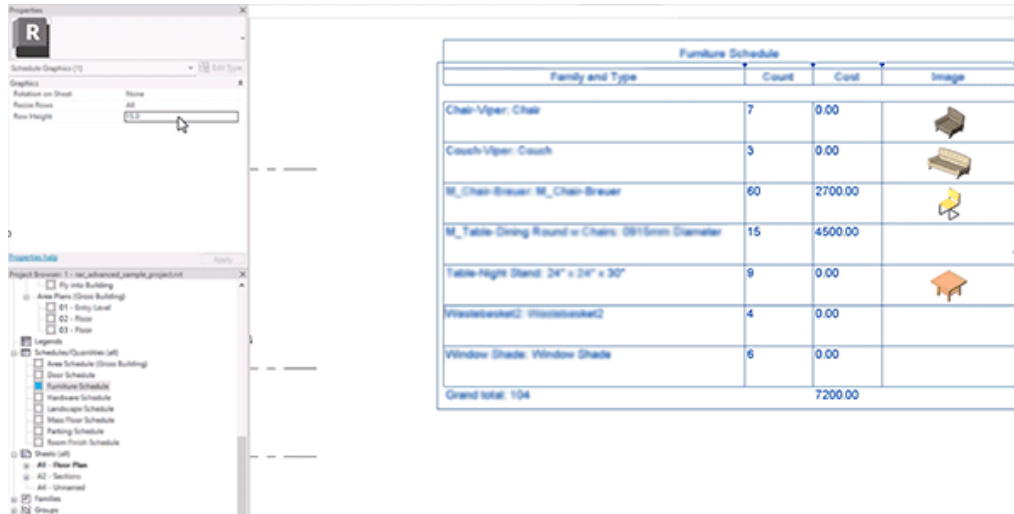 Properties
R
Schedule Graphics (1)
Edit Type
Graphics
Rotation on Sheet None
Resize Rows All
Row Height 15.0
Properties help
Apply
Project Browser: 1 - rac_advanced_sample_project.rvt
Fly into Building
Area Plans (Gross Building)
01 - Entry Level
02 - Floor
03 - Floor
Legends
Schedules/Quantities (all)
Area Schedule (Gross Building)
Door Schedule
Furniture Schedule
Hardware Schedule
Landscape Schedule
Mass Floor Schedule
Parking Schedule
Room Finish Schedule
Sheets (all)
A1 - Floor Plan
A2 - Sections
All - Unnamed
Families
Groups
Furniture Schedule
Family and Type Count Cost Image
Chair-Viper: Chair 7 0.00
Couch-Viper: Couch 3 0.00
M_Chair-Breuer: M_Chair-Breuer 60 2700.00
M_Table-Dining Round w Chairs: 0915mm Diameter 15 4500.00
Table-Night Stand: 24" x 24" x 30" 9 0.00
Wastebasket2: Wastebasket2 4 0.00
Window Shade: Window Shade 6 0.00
Grand total: 104 7200.00